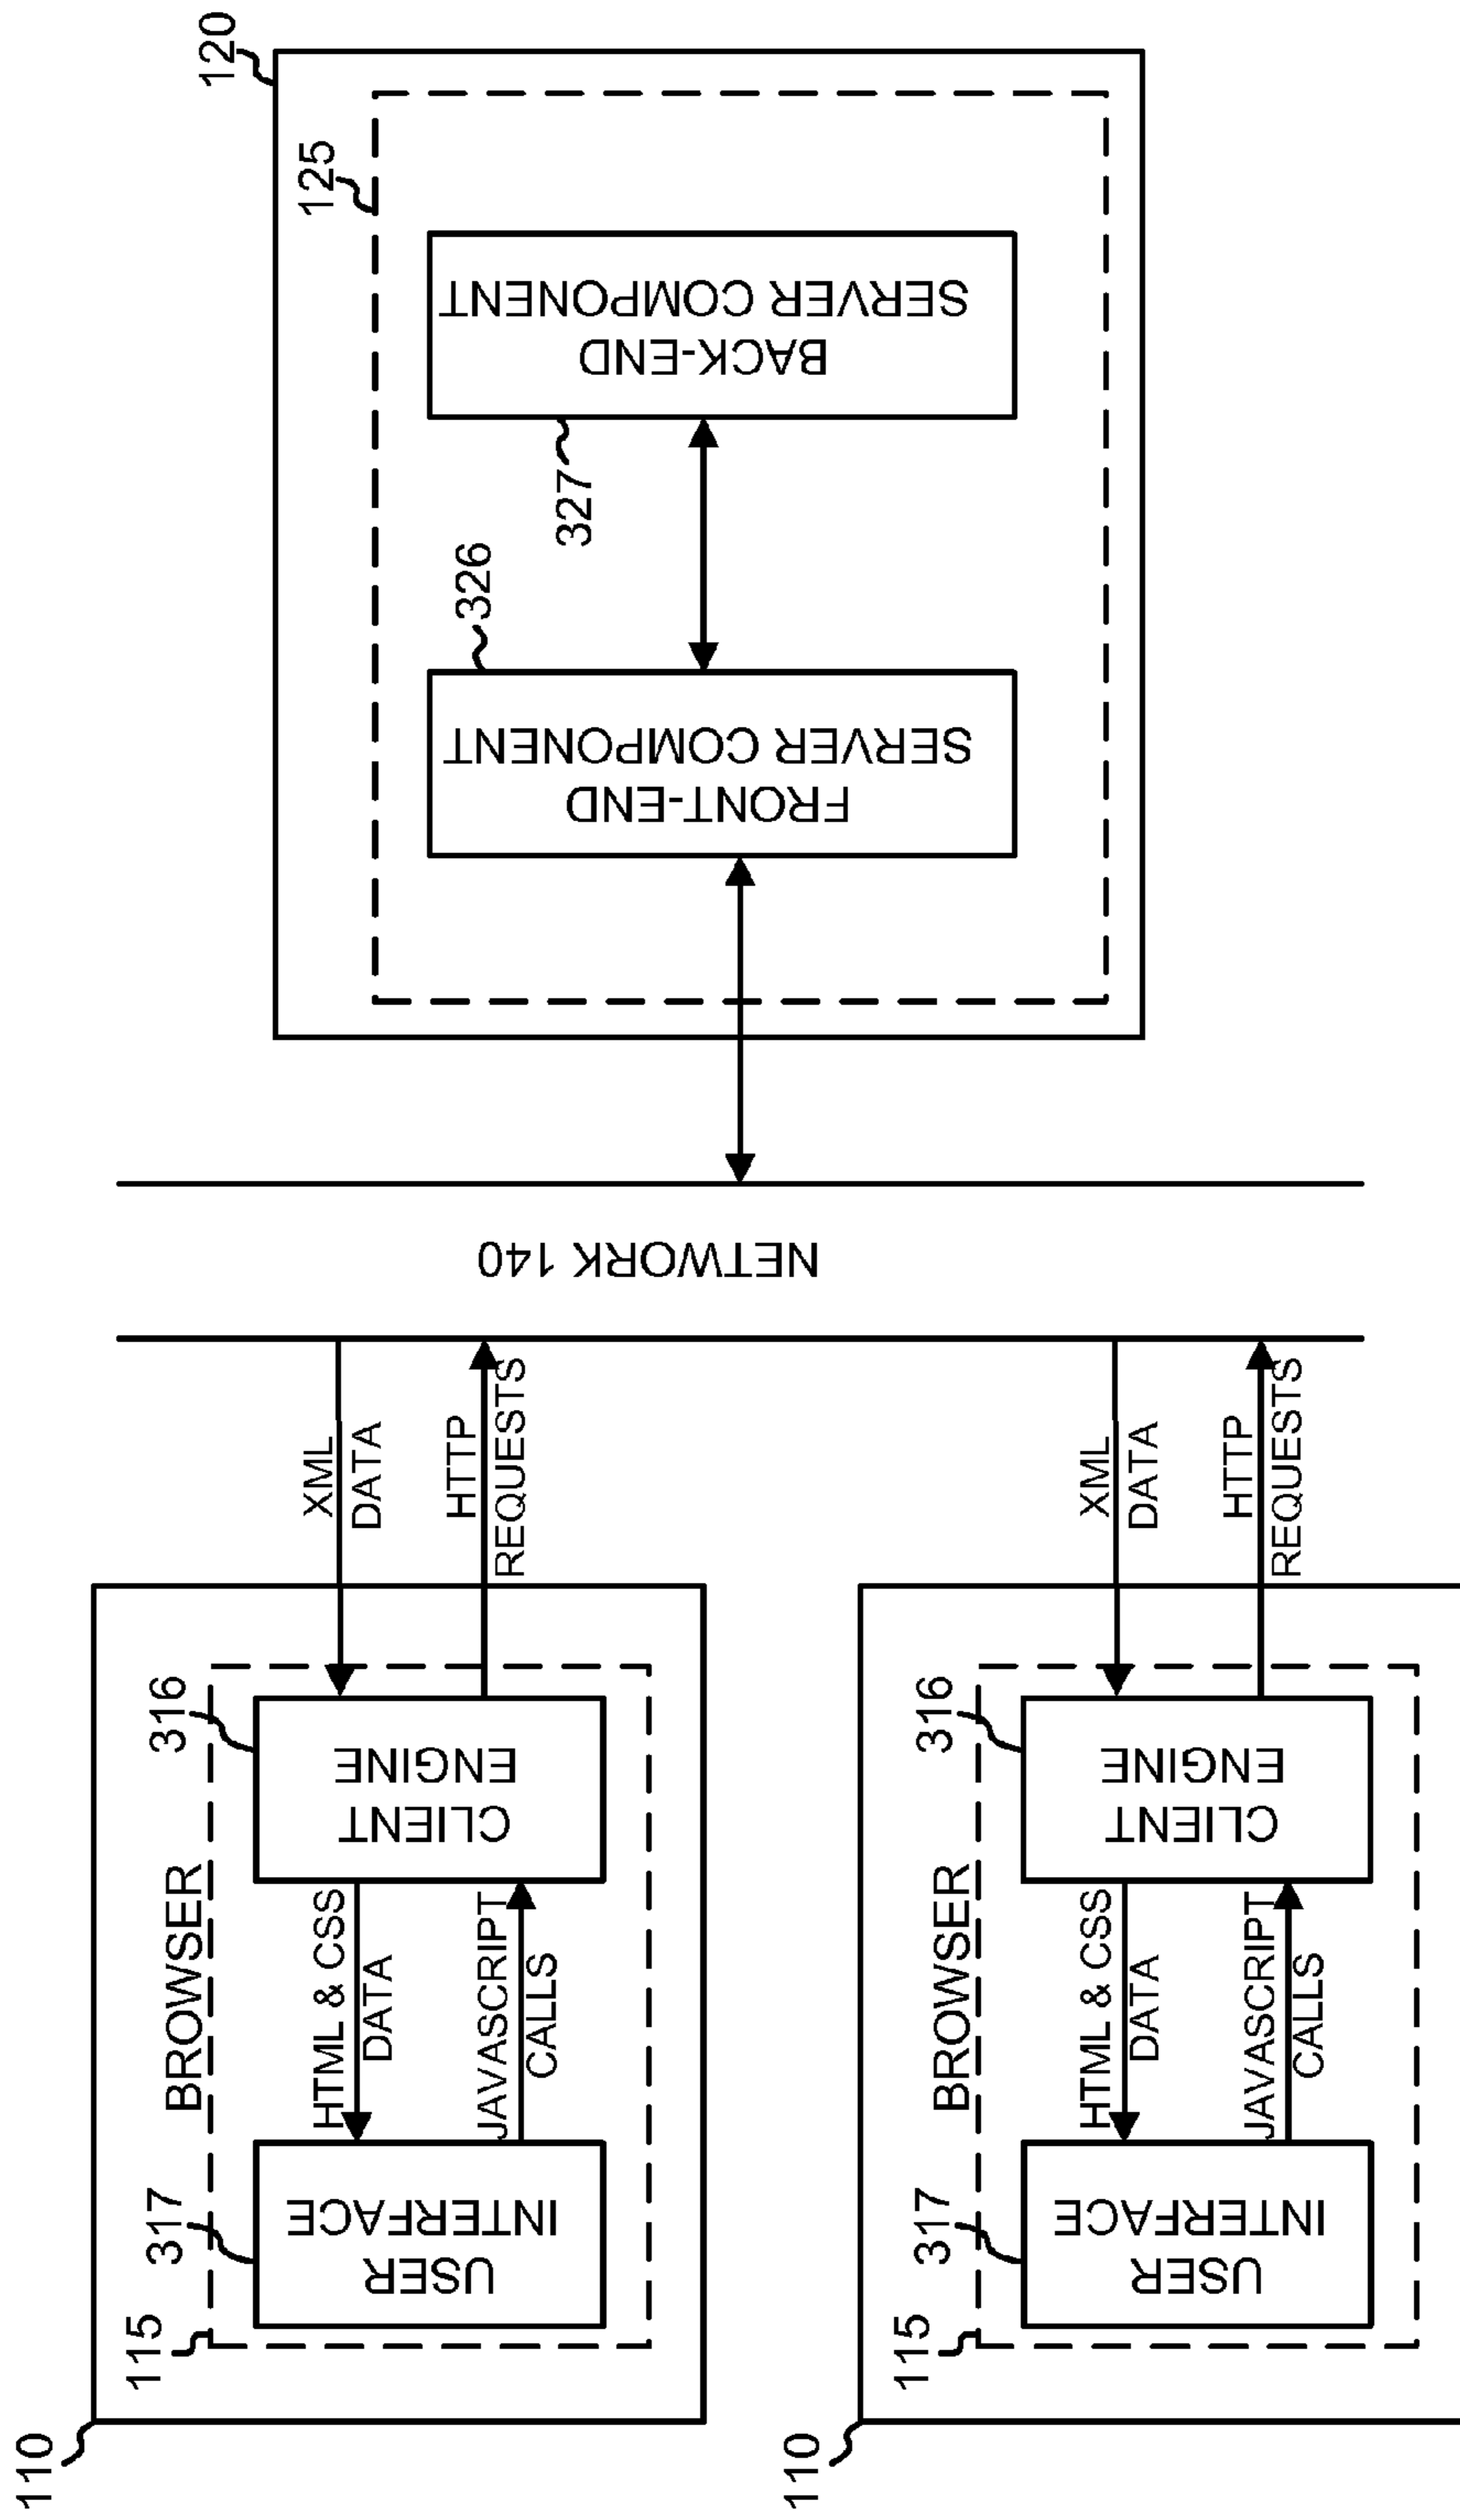 110
115
317
USER
INTERFACE
BROWSER
HTML & CSS
DATA
JAVASCRIPT
CALLS
316
CLIENT
ENGINE
XML
DATA
HTTP
REQUESTS
110
115
317
USER
INTERFACE
BROWSER
HTML & CSS
DATA
JAVASCRIPT
CALLS
316
CLIENT
ENGINE
XML
DATA
HTTP
REQUESTS
NETWORK 140
120
125
326
FRONT-END
SERVER COMPONENT
327
BACK-END
SERVER COMPONENT